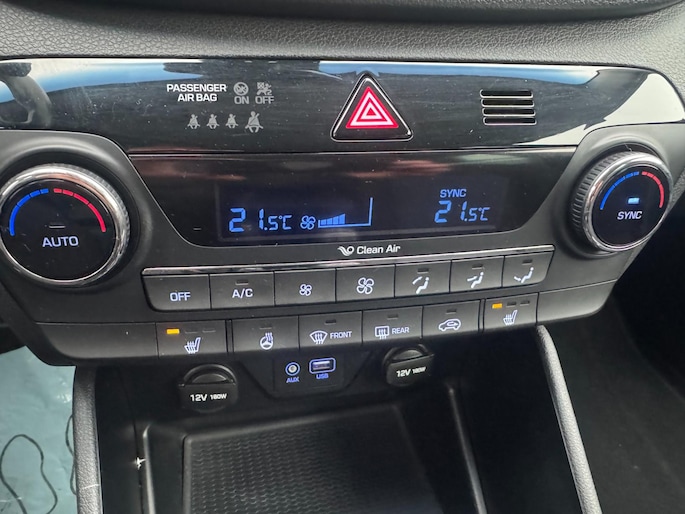 PASSENGER
AIR BAG
ON OFF
SYNC
21.5°C 21.5°C
Clean Air
AUTO
SYNC
OFF A/C
FRONT REAR
AUX USB
12V 180W 12V 180W